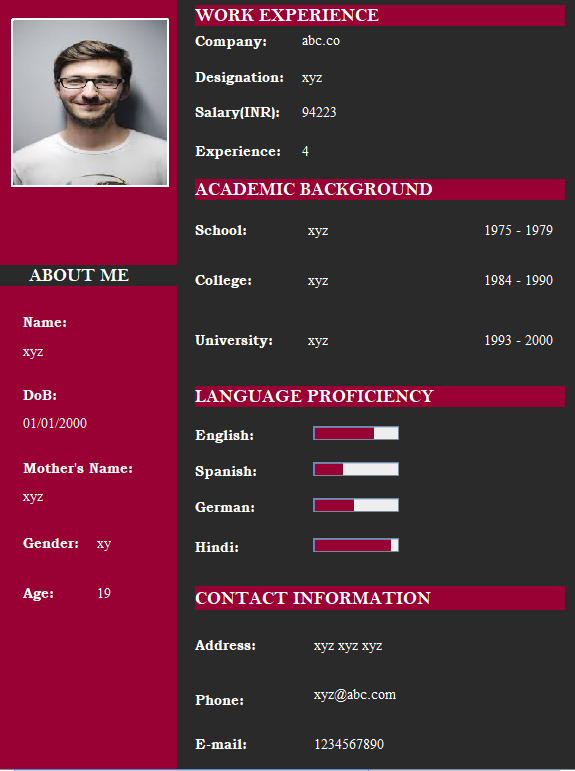 WORK EXPERIENCE
Company: abc.co
Designation: xyz
Salary(INR): 94223
Experience: 4
ACADEMIC BACKGROUND
School: xyz 1975 - 1979
College: xyz 1984 - 1990
University: xyz 1993 - 2000
LANGUAGE PROFICIENCY
English:
Spanish:
German:
Hindi:
CONTACT INFORMATION
Address: xyz xyz xyz
Phone: xyz@abc.com
E-mail: 1234567890
ABOUT ME
Name:
xyz
DoB:
01/01/2000
Mother's Name:
xyz
Gender: xy
Age: 19